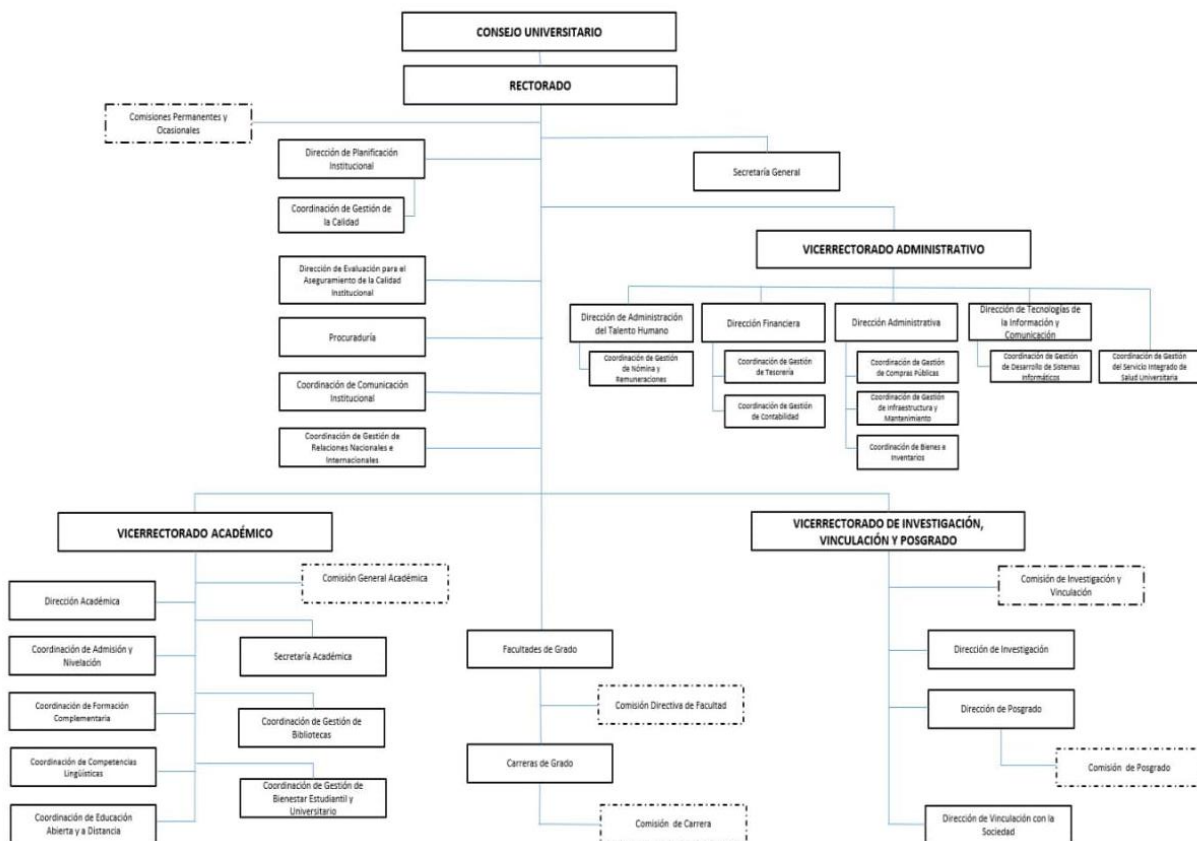 CONSEJO UNIVERSITARIO
RECTORADO
Comisiones Permanentes y
Ocasionales
Dirección de Planificación
Institucional
Secretaría General
Coordinación de Gestión de
la Calidad
VICERRECTORADO ADMINISTRATIVO
Dirección de Evaluación para el
Aseguramiento de la Calidad
Institucional
Dirección de Administración
del Talento Humano
Dirección Financiera
Dirección Administrativa
Dirección de Tecnologías de
la Información y
Comunicación
Procuraduría
Coordinación de Gestión
de Nómina y
Remuneraciones
Coordinación de Gestión
de Tesorería
Coordinación de Gestión
de Compras Públicas
Coordinación de Gestión
de Desarrollo de Sistemas
Informáticos
Coordinación de Gestión
del Servicio Integrado de
Salud Universitaria
Coordinación de Comunicación
Institucional
Coordinación de Gestión
de Contabilidad
Coordinación de Gestión
de Infraestructura y
Mantenimiento
Coordinación de Gestión de
Relaciones Nacionales e
Internacionales
Coordinación de Bienes e
Inventarios
VICERRECTORADO ACADÉMICO
VICERRECTORADO DE INVESTIGACIÓN,
VINCULACIÓN Y POSGRADO
Comisión General Académica
Comisión de Investigación y
Vinculación
Dirección Académica
Coordinación de Admisión y
Nivelación
Secretaría Académica
Facultades de Grado
Dirección de Investigación
Coordinación de Formación
Complementaria
Coordinación de Gestión de
Bibliotecas
Comisión Directiva de Facultad
Dirección de Posgrado
Coordinación de Competencias
Lingüísticas
Carreras de Grado
Comisión de Posgrado
Coordinación de Gestión de
Bienestar Estudiantil y
Universitario
Coordinación de Educación
Abierta y a Distancia
Comisión de Carrera
Dirección de Vinculación con la
Sociedad